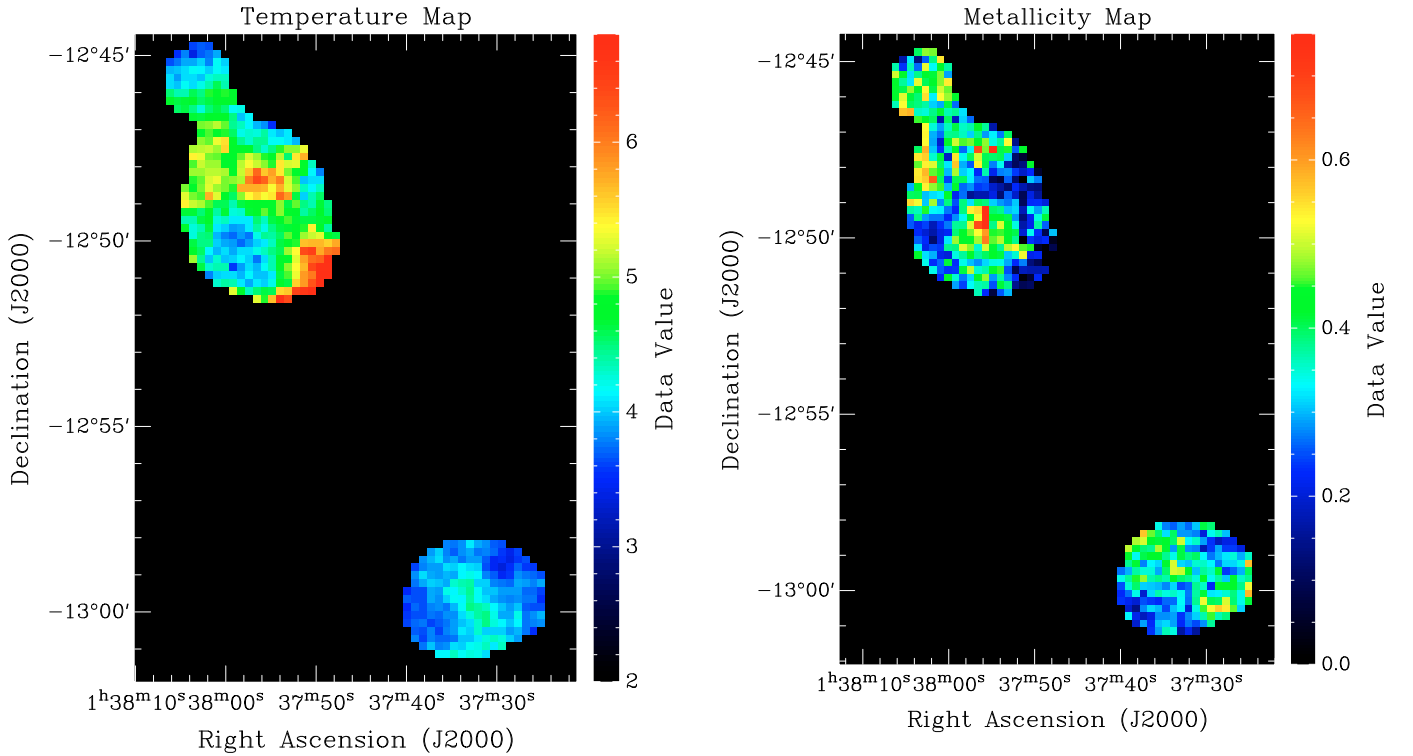 Temperature Map
−12°45′
−12°50′
−12°55′
−13°00′
1ʰ38ᵐ10ˢ 38ᵐ00ˢ 37ᵐ50ˢ 37ᵐ40ˢ 37ᵐ30ˢ
Right Ascension (J2000)
Declination (J2000)
6
5
4
3
2
Data Value
Metallicity Map
−12°45′
−12°50′
−12°55′
−13°00′
1ʰ38ᵐ10ˢ 38ᵐ00ˢ 37ᵐ50ˢ 37ᵐ40ˢ 37ᵐ30ˢ
Right Ascension (J2000)
Declination (J2000)
0.6
0.4
0.2
0.0
Data Value